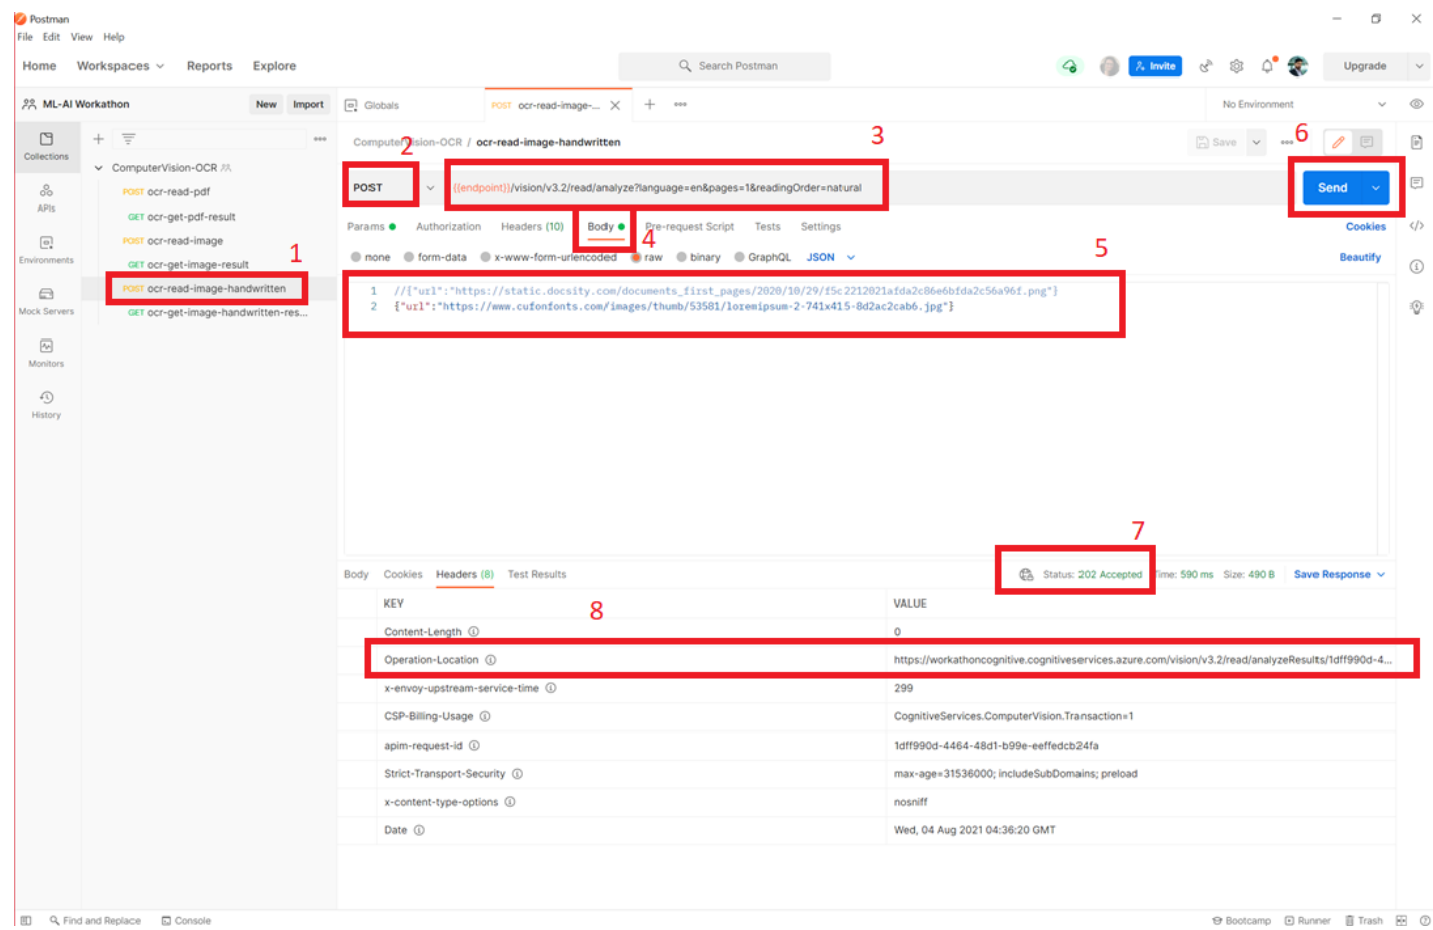 Postman
File Edit View Help
Home Workspaces Reports Explore
Search Postman
Invite
Upgrade
ML-AI Workathon
New Import
Globals
POST ocr-read-image-...
No Environment
Collections
APIs
Environments
Mock Servers
Monitors
History
ComputerVision-OCR
POST ocr-read-pdf
GET ocr-get-pdf-result
POST ocr-read-image
GET ocr-get-image-result
1
POST ocr-read-image-handwritten
GET ocr-get-image-handwritten-res...
ComputerVision-OCR / ocr-read-image-handwritten
2
3
Save
6
POST
{{endpoint}}/vision/v3.2/read/analyze?language=en&pages=1&readingOrder=natural
Send
Params Authorization Headers (10) Body Pre-request Script Tests Settings
Cookies
4
none form-data x-www-form-urlencoded raw binary GraphQL JSON
5
Beautify
1 //{"url":"https://static.docsity.com/documents_first_pages/2020/10/29/f5c2212021afda2c86e6bfda2c56a96f.png"}
2 {"url":"https://www.cufonfonts.com/images/thumb/53581/loremipsum-2-741x415-8d2ac2cab6.jpg"}
7
Body Cookies Headers (8) Test Results
Status: 202 Accepted Time: 590 ms Size: 490 B Save Response
8
KEY VALUE
Content-Length 0
Operation-Location https://workathoncognitive.cognitiveservices.azure.com/vision/v3.2/read/analyzeResults/1dff990d-4...
x-envoy-upstream-service-time 299
CSP-Billing-Usage CognitiveServices.ComputerVision.Transaction=1
apim-request-id 1dff990d-4464-48d1-b99e-eeffedcb24fa
Strict-Transport-Security max-age=31536000; includeSubDomains; preload
x-content-type-options nosniff
Date Wed, 04 Aug 2021 04:36:20 GMT
Find and Replace Console
Bootcamp Runner Trash